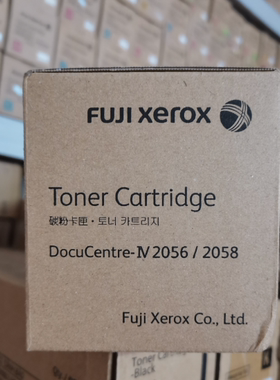 FUJI xerox
Toner Cartridge
碳粉卡匣・토너 카트리지
DocuCentre-Ⅳ 2056 / 2058
Fuji Xerox Co., Ltd.
Toner Cartridge
-Black